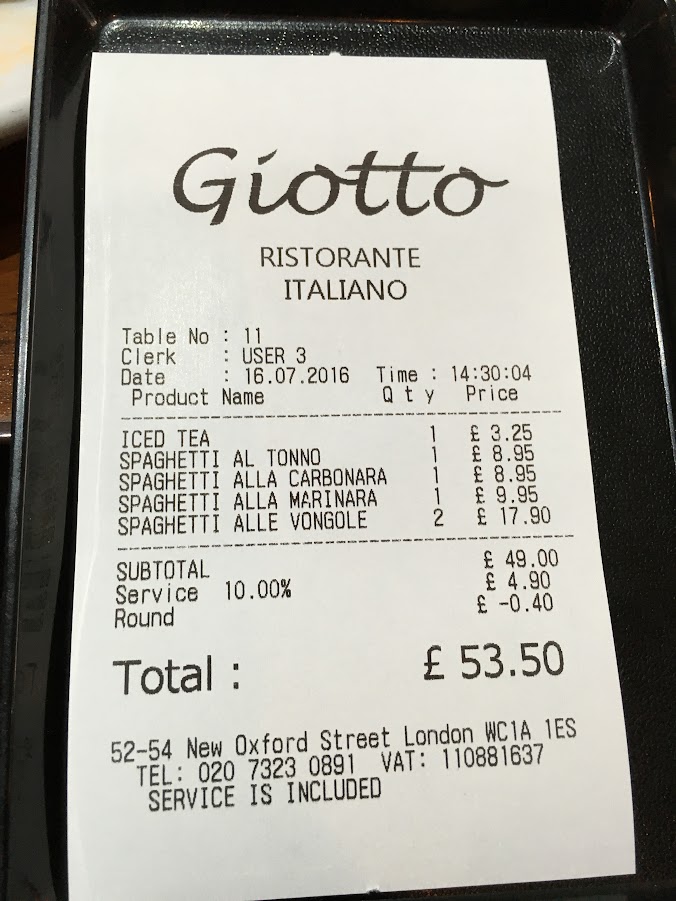 Giotto
RISTORANTE
ITALIANO
Table No : 11
Clerk : USER 3
Date : 16.07.2016 Time : 14:30:04
Product Name Qty Price
ICED TEA 1 £ 3.25
SPAGHETTI AL TONNO 1 £ 8.95
SPAGHETTI ALLA CARBONARA 1 £ 8.95
SPAGHETTI ALLA MARINARA 1 £ 9.95
SPAGHETTI ALLE VONGOLE 2 £ 17.90
SUBTOTAL £ 49.00
Service 10.00% £ 4.90
Round £ -0.40
Total : £ 53.50
52-54 New Oxford Street London WC1A 1ES
TEL: 020 7323 0891 VAT: 110881637
SERVICE IS INCLUDED